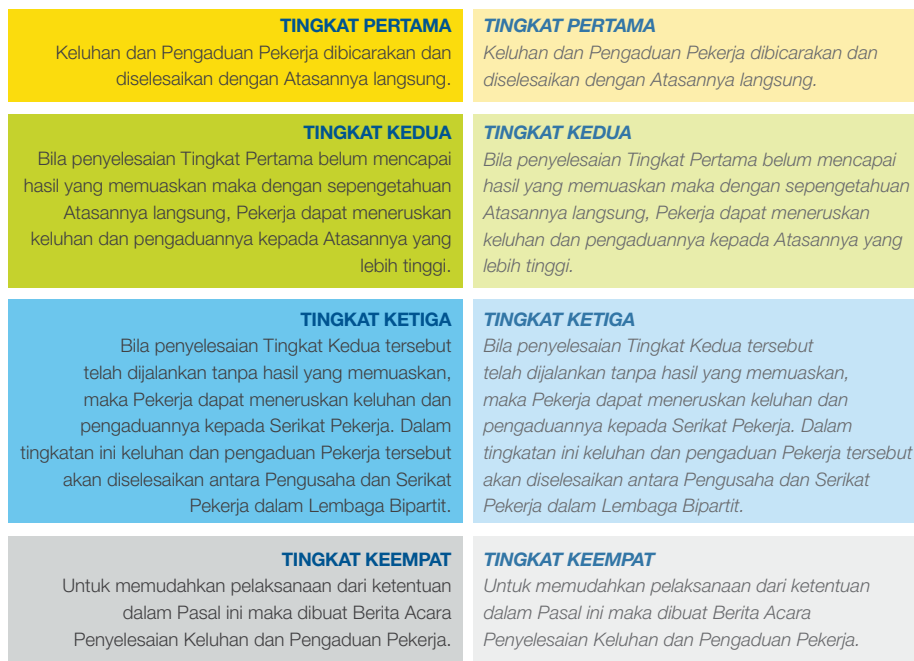 TINGKAT PERTAMA
Keluhan dan Pengaduan Pekerja dibicarakan dan
diselesaikan dengan Atasannya langsung.
TINGKAT PERTAMA
Keluhan dan Pengaduan Pekerja dibicarakan dan
diselesaikan dengan Atasannya langsung.
TINGKAT KEDUA
Bila penyelesaian Tingkat Pertama belum mencapai
hasil yang memuaskan maka dengan sepengetahuan
Atasannya langsung, Pekerja dapat meneruskan
keluhan dan pengaduannya kepada Atasannya yang
lebih tinggi.
TINGKAT KEDUA
Bila penyelesaian Tingkat Pertama belum mencapai
hasil yang memuaskan maka dengan sepengetahuan
Atasannya langsung, Pekerja dapat meneruskan
keluhan dan pengaduannya kepada Atasannya yang
lebih tinggi.
TINGKAT KETIGA
Bila penyelesaian Tingkat Kedua tersebut
telah dijalankan tanpa hasil yang memuaskan,
maka Pekerja dapat meneruskan keluhan dan
pengaduannya kepada Serikat Pekerja. Dalam
tingkatan ini keluhan dan pengaduan Pekerja tersebut
akan diselesaikan antara Pengusaha dan Serikat
Pekerja dalam Lembaga Bipartit.
TINGKAT KETIGA
Bila penyelesaian Tingkat Kedua tersebut
telah dijalankan tanpa hasil yang memuaskan,
maka Pekerja dapat meneruskan keluhan dan
pengaduannya kepada Serikat Pekerja. Dalam
tingkatan ini keluhan dan pengaduan Pekerja tersebut
akan diselesaikan antara Pengusaha dan Serikat
Pekerja dalam Lembaga Bipartit.
TINGKAT KEEMPAT
Untuk memudahkan pelaksanaan dari ketentuan
dalam Pasal ini maka dibuat Berita Acara
Penyelesaian Keluhan dan Pengaduan Pekerja.
TINGKAT KEEMPAT
Untuk memudahkan pelaksanaan dari ketentuan
dalam Pasal ini maka dibuat Berita Acara
Penyelesaian Keluhan dan Pengaduan Pekerja.